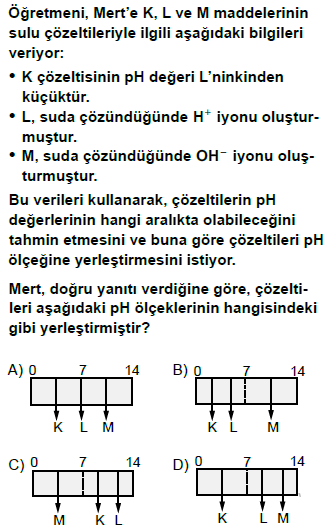 Öğretmeni, Mert'e K, L ve M maddelerinin
sulu çözeltileriyle ilgili aşağıdaki bilgileri
veriyor:
• K çözeltisinin pH değeri L'ninkinden
küçüktür.
• L, suda çözündüğünde H⁺ iyonu oluştur-
muştur.
• M, suda çözündüğünde OH⁻ iyonu oluş-
turmuştur.
Bu verileri kullanarak, çözeltilerin pH
değerlerinin hangi aralıkta olabileceğini
tahmin etmesini ve buna göre çözeltileri pH
ölçeğine yerleştirmesini istiyor.
Mert, doğru yanıtı verdiğine göre, çözelti-
leri aşağıdaki pH ölçeklerinin hangisindeki
gibi yerleştirmiştir?
A) 0 7 14
K L M
B) 0 7 14
K L M
C) 0 7 14
M K L
D) 0 7 14
K L M